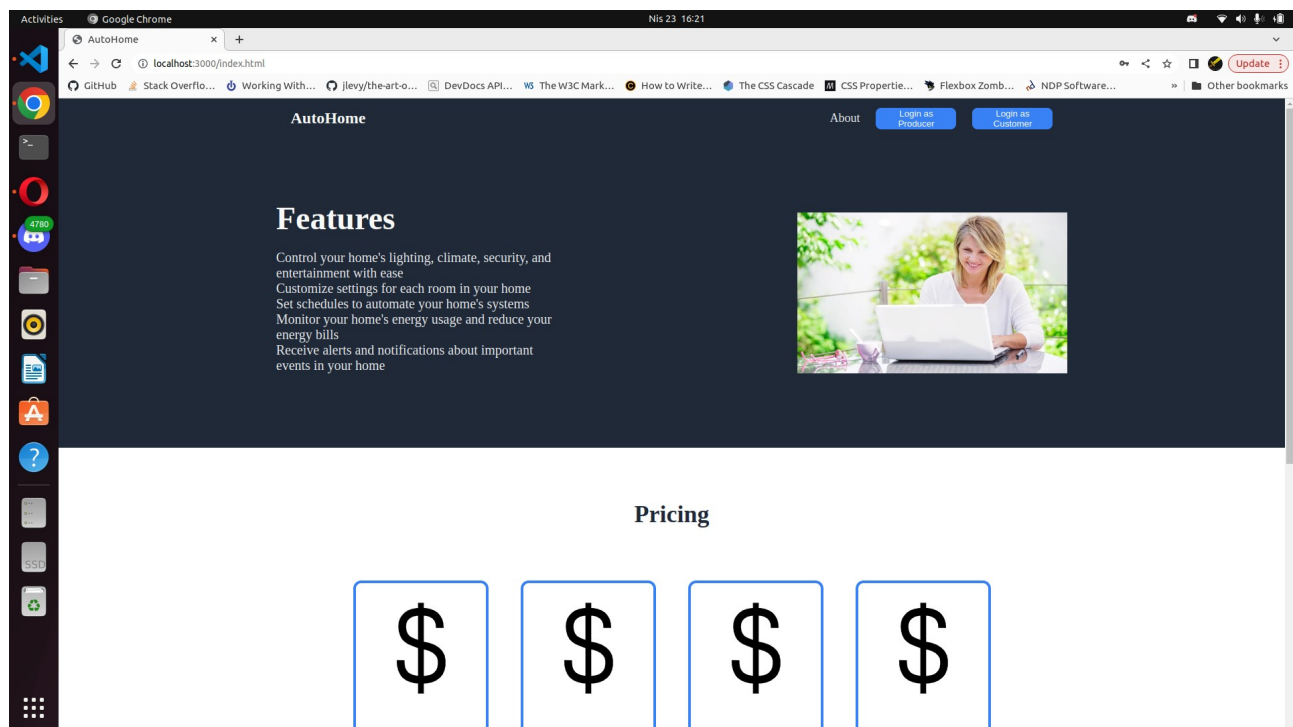 Activities Google Chrome Nis 23 16:21
AutoHome
localhost:3000/index.html
Update
GitHub Stack Overflo... Working With... jlevy/the-art-o... DevDocs API... W5 The W3C Mark... How to Write... The CSS Cascade M CSS Propertie... Flexbox Zomb... NDP Software... » Other bookmarks
AutoHome About Login as Producer Login as Customer
Features
Control your home's lighting, climate, security, and
entertainment with ease
Customize settings for each room in your home
Set schedules to automate your home's systems
Monitor your home's energy usage and reduce your
energy bills
Receive alerts and notifications about important
events in your home
4780
SSD
Pricing
$ $ $ $